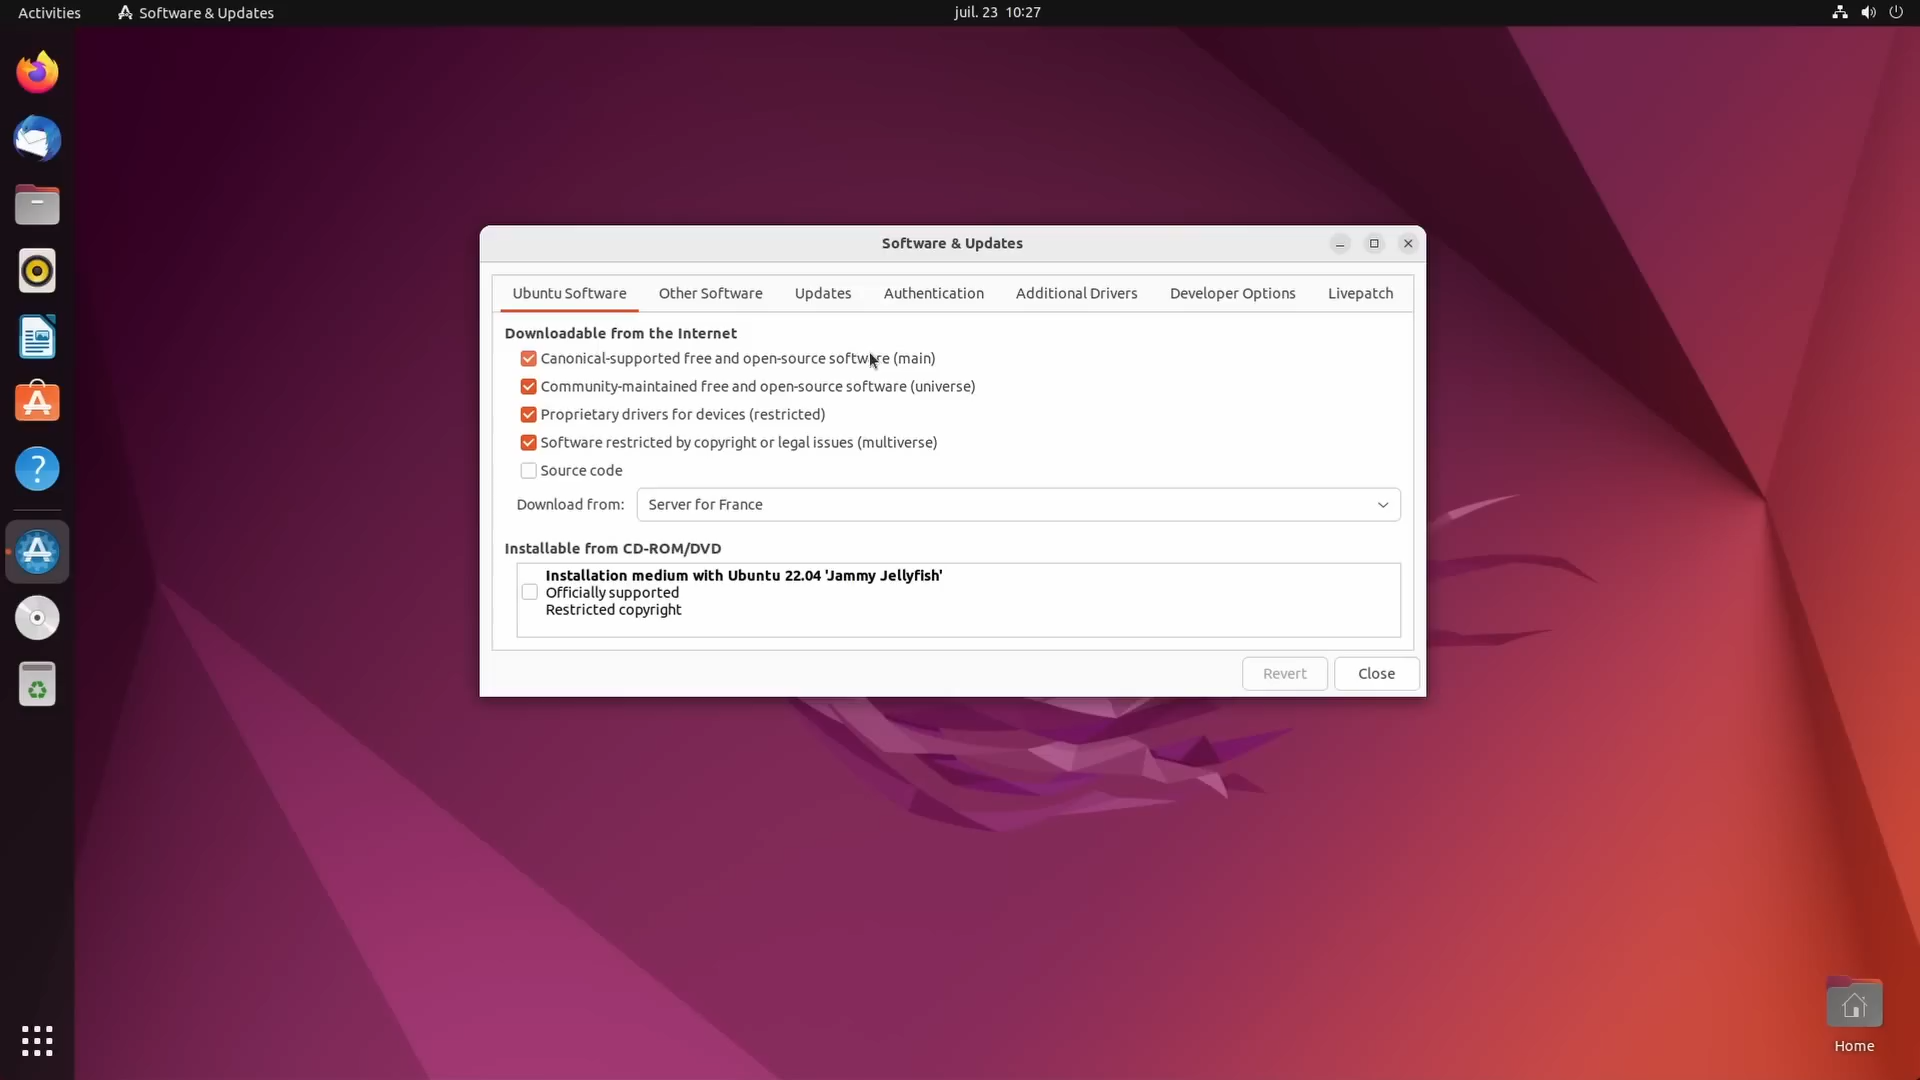 Activities
Software & Updates
juil. 23 10:27
Software & Updates
Ubuntu Software
Other Software
Updates
Authentication
Additional Drivers
Developer Options
Livepatch
Downloadable from the Internet
Canonical-supported free and open-source software (main)
Community-maintained free and open-source software (universe)
Proprietary drivers for devices (restricted)
Software restricted by copyright or legal issues (multiverse)
Source code
Download from:
Server for France
Installable from CD-ROM/DVD
Installation medium with Ubuntu 22.04 'Jammy Jellyfish'
Officially supported
Restricted copyright
Revert
Close
Home